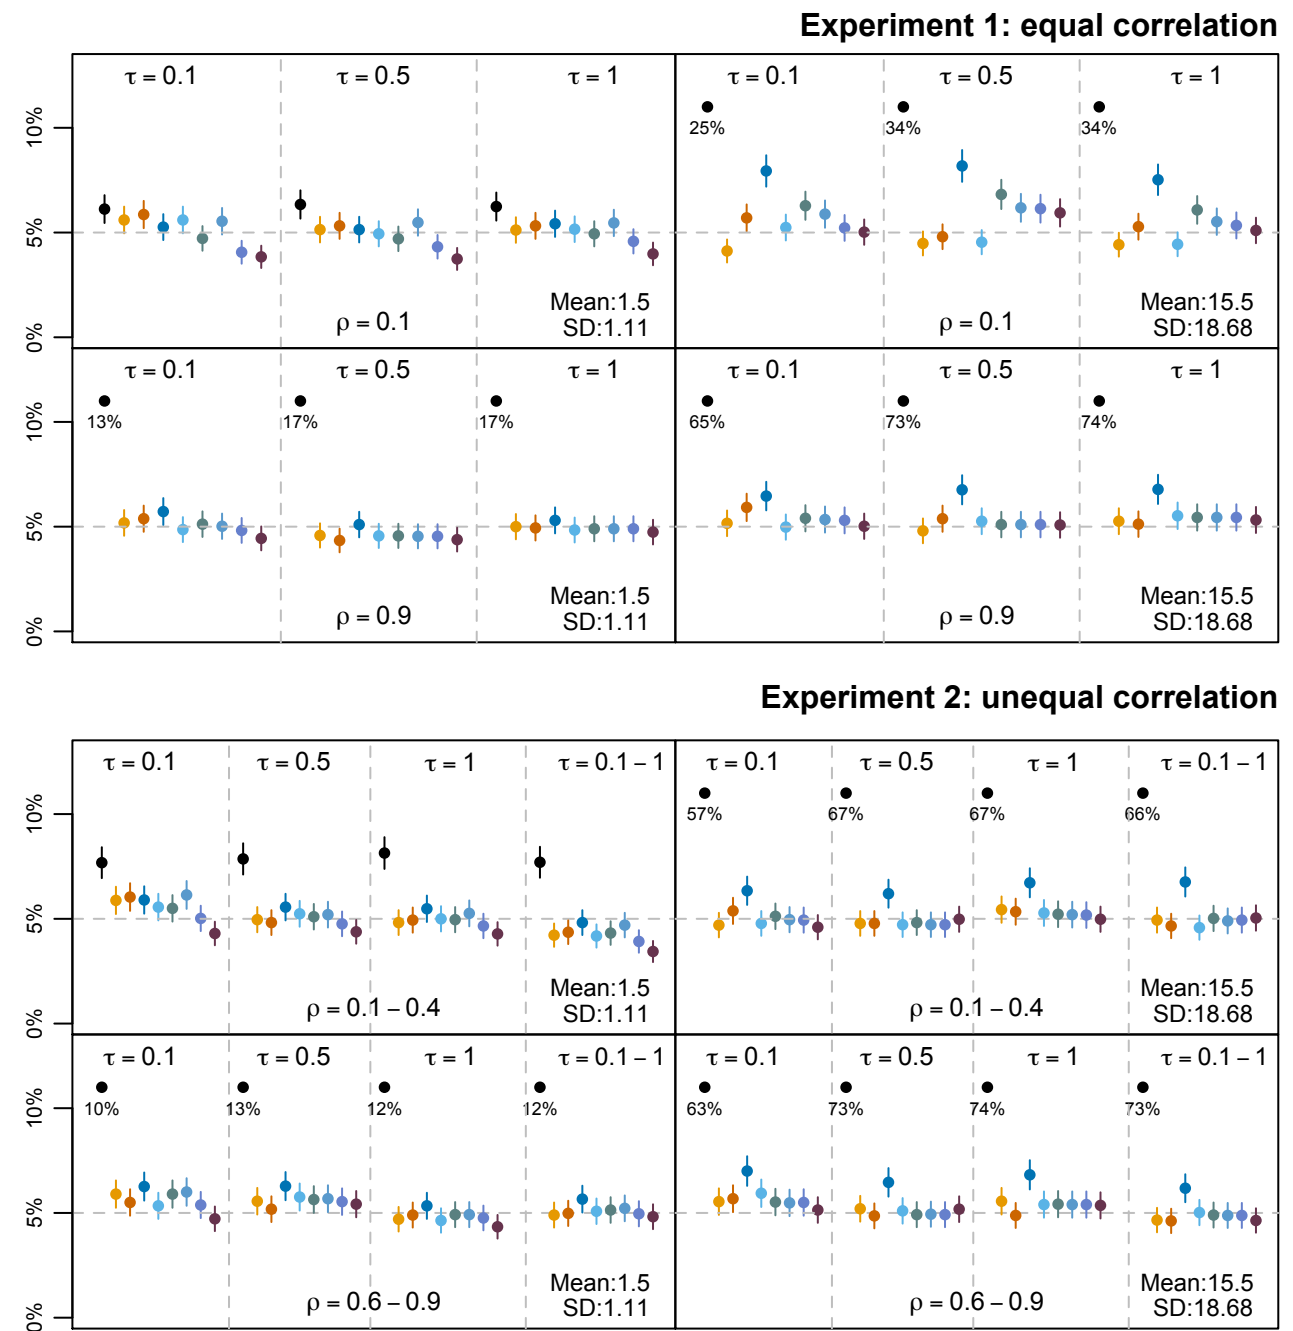 Experiment 1: equal correlation
τ = 0.1
τ = 0.5
τ = 1
τ = 0.1
τ = 0.5
τ = 1
10%
5%
0%
25%
34%
34%
ρ = 0.1
Mean:1.5
SD:1.11
ρ = 0.1
Mean:15.5
SD:18.68
τ = 0.1
τ = 0.5
τ = 1
τ = 0.1
τ = 0.5
τ = 1
10%
5%
0%
13%
17%
17%
65%
73%
74%
ρ = 0.9
Mean:1.5
SD:1.11
ρ = 0.9
Mean:15.5
SD:18.68
Experiment 2: unequal correlation
τ = 0.1
τ = 0.5
τ = 1
τ = 0.1 – 1
τ = 0.1
τ = 0.5
τ = 1
τ = 0.1 – 1
10%
5%
0%
57%
67%
67%
66%
ρ = 0.1 – 0.4
Mean:1.5
SD:1.11
ρ = 0.1 – 0.4
Mean:15.5
SD:18.68
τ = 0.1
τ = 0.5
τ = 1
τ = 0.1 – 1
τ = 0.1
τ = 0.5
τ = 1
τ = 0.1 – 1
10%
5%
0%
10%
13%
12%
12%
63%
73%
74%
73%
ρ = 0.6 – 0.9
Mean:1.5
SD:1.11
ρ = 0.6 – 0.9
Mean:15.5
SD:18.68